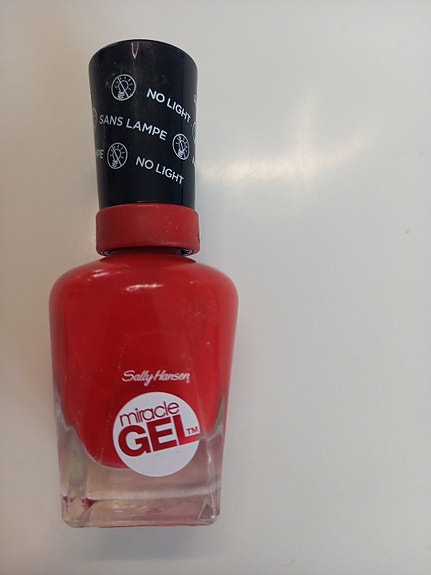 NO LIGHT
SANS LAMPE
NO LIGHT
Sally Hansen
miracle
GEL™